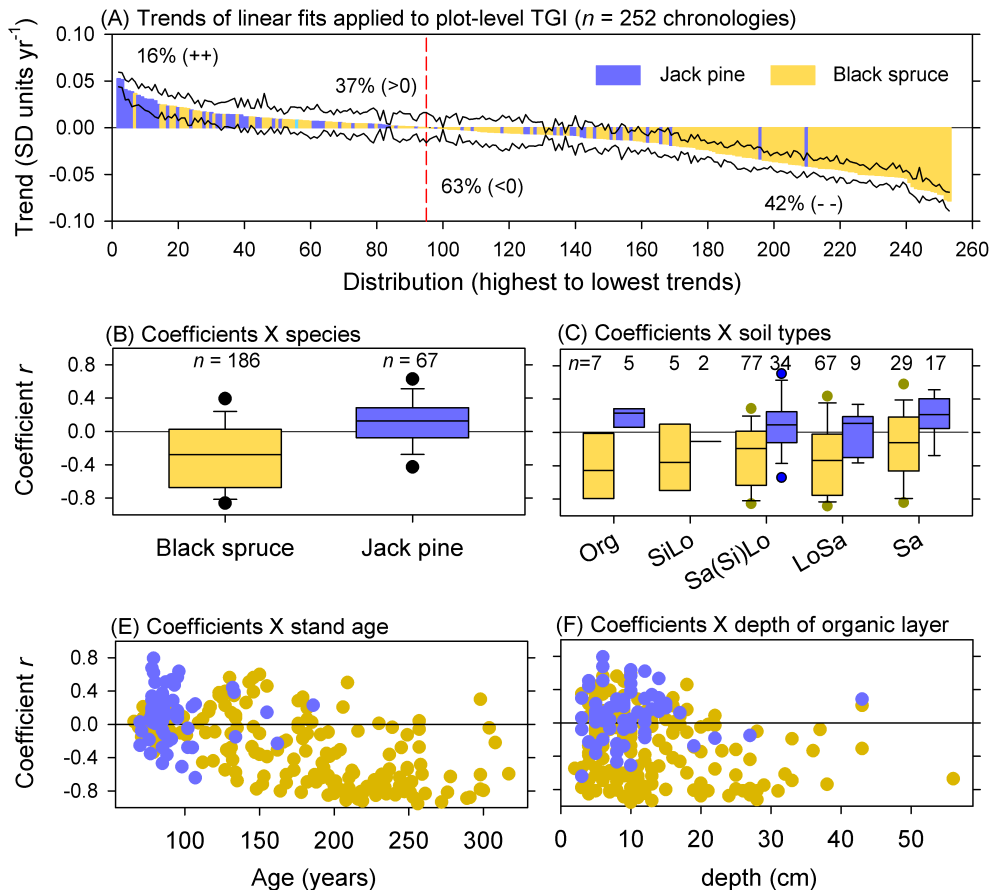 (A) Trends of linear fits applied to plot-level TGI (n = 252 chronologies)
Trend (SD units yr⁻¹)
0.10
0.05
0.00
-0.05
-0.10
16% (++)
37% (>0)
Jack pine
Black spruce
63% (<0)
42% (- -)
0 20 40 60 80 100 120 140 160 180 200 220 240 260
Distribution (highest to lowest trends)
(B) Coefficients X species
Coefficient r
0.8
0.4
0.0
-0.4
-0.8
n = 186
n = 67
Black spruce
Jack pine
(C) Coefficients X soil types
n=7 5 5 2 77 34 67 9 29 17
Org
SiLo
Sa(Si)Lo
LoSa
Sa
(E) Coefficients X stand age
Coefficient r
0.8
0.4
0.0
-0.4
-0.8
100 150 200 250 300
Age (years)
(F) Coefficients X depth of organic layer
0 10 20 30 40 50
depth (cm)